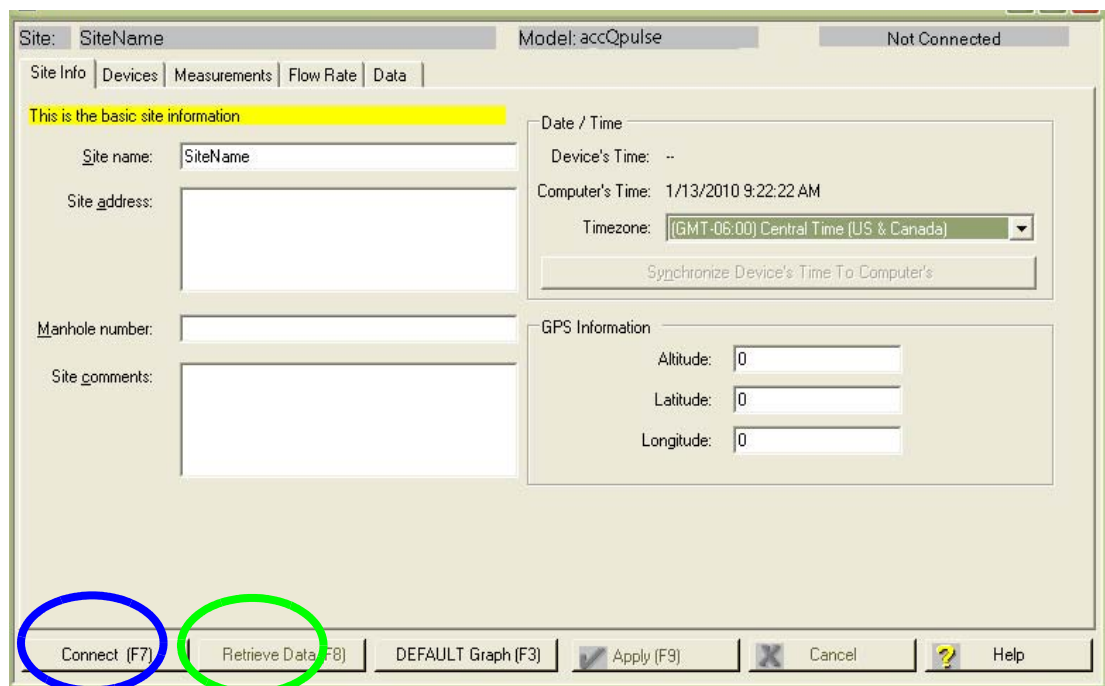 Site: SiteName Model: accQpulse Not Connected
Site Info Devices Measurements Flow Rate Data
This is the basic site information
Site name: SiteName
Site address:
Manhole number:
Site comments:
Date / Time
Device's Time: --
Computer's Time: 1/13/2010 9:22:22 AM
Timezone: (GMT-06:00) Central Time (US & Canada)
Synchronize Device's Time To Computer's
GPS Information
Altitude: 0
Latitude: 0
Longitude: 0
Connect (F7) Retrieve Data (F8) DEFAULT Graph (F3) Apply (F9) Cancel Help